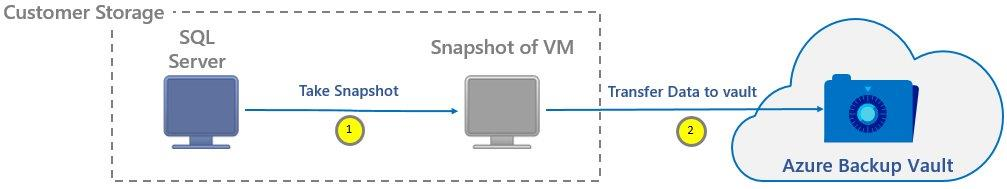 Customer Storage
SQL
Server
Snapshot of VM
Take Snapshot
Transfer Data to vault
1
2
Azure Backup Vault